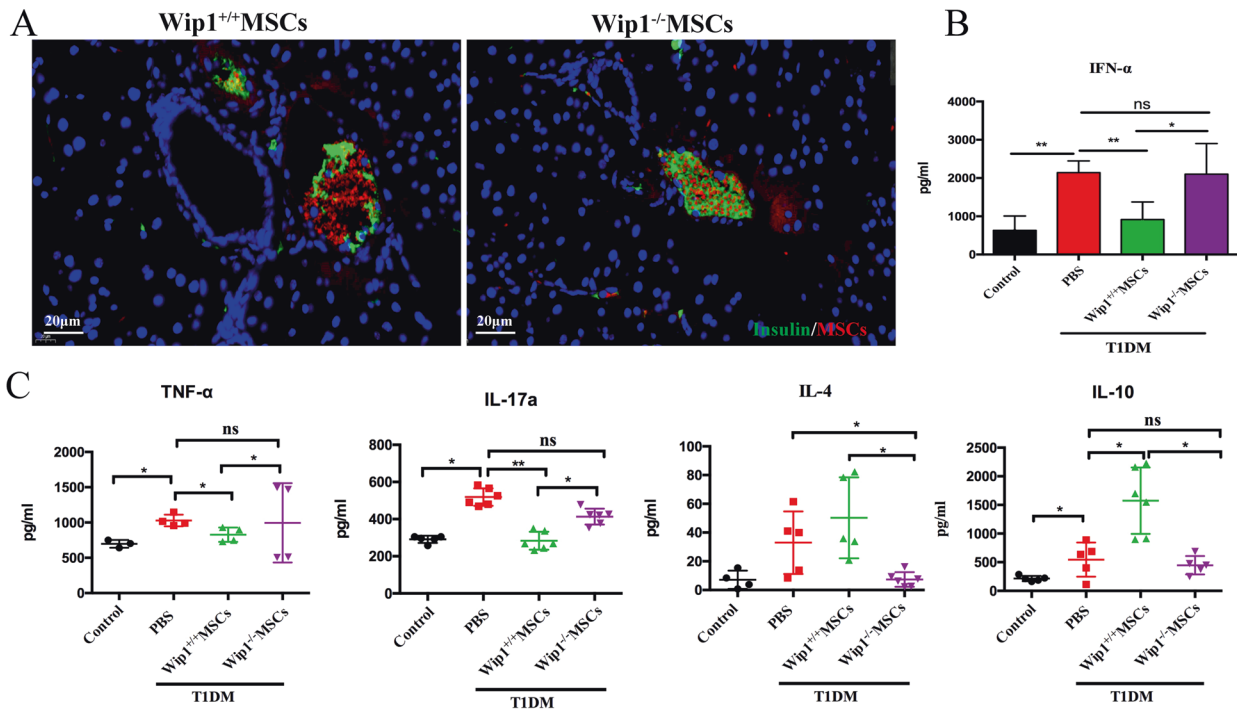 A
Wip1+/+MSCs
Wip1-/-MSCs
20μm
20μm
Insulin/MSCs
B
IFN-α
ns
**
**
*
4000
3000
2000
1000
0
pg/ml
Control
PBS
Wip1+/+MSCs
Wip1-/-MSCs
T1DM
C
TNF-α
ns
*
*
*
2000
1500
1000
500
0
pg/ml
Control
PBS
Wip1+/+MSCs
Wip1-/-MSCs
T1DM
IL-17a
ns
*
**
*
800
600
400
200
0
pg/ml
Control
PBS
Wip1+/+MSCs
Wip1-/-MSCs
T1DM
IL-4
*
*
100
80
60
40
20
0
pg/ml
Control
PBS
Wip1+/+MSCs
Wip1-/-MSCs
T1DM
IL-10
ns
*
*
*
2500
2000
1500
1000
500
0
pg/ml
Control
PBS
Wip1+/+MSCs
Wip1-/-MSCs
T1DM